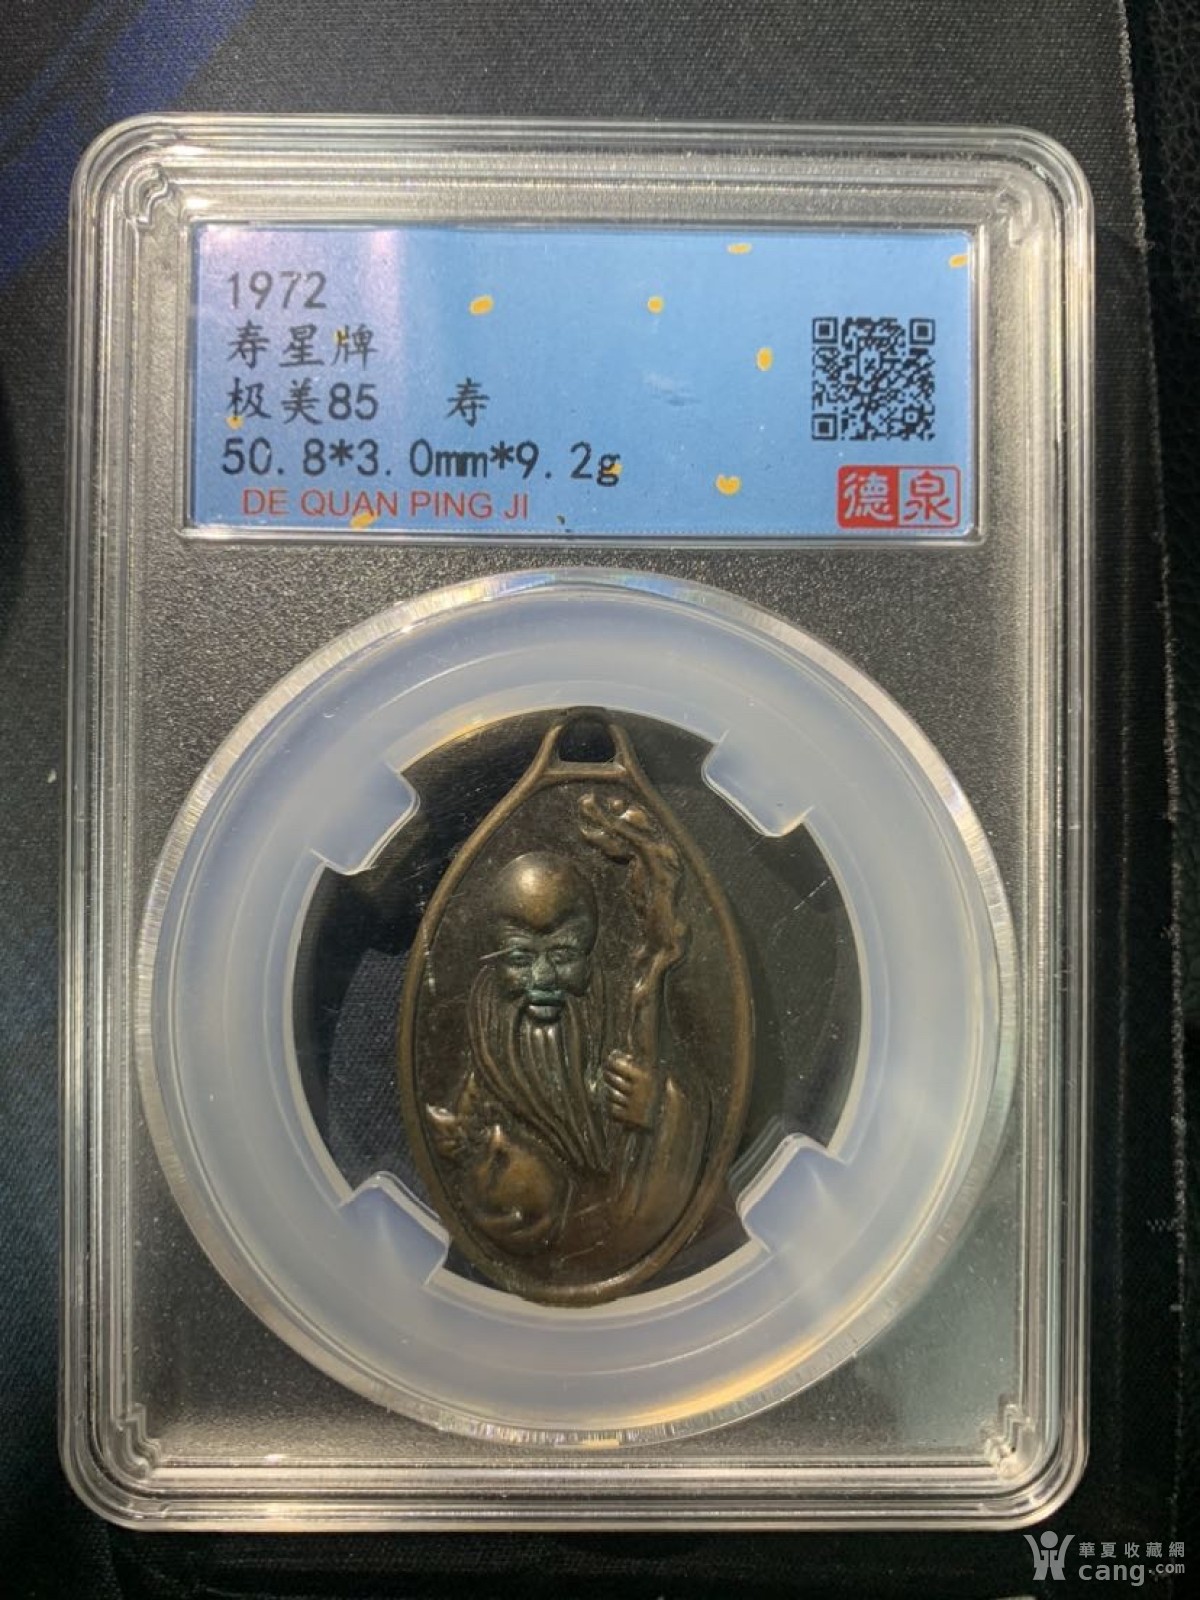 1972
寿星牌
极美85 寿
50.8*3.0mm*9.2g
DE QUAN PING JI
德泉
華夏收藏網
cang.com